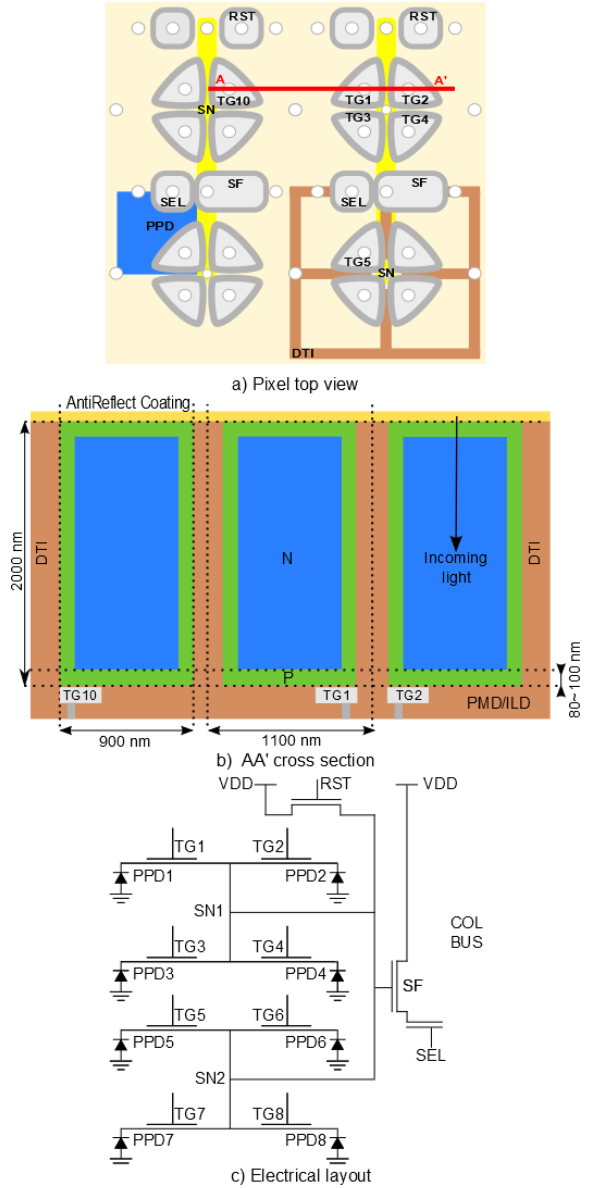 RST RST
A A'
TG10 TG1 TG2
SN
TG3 TG4
SF SF
SEL SEL
PPD
TG5
SN
DTI
a) Pixel top view
AntiReflect Coating
2000 nm
DTI
N
Incoming
light
DTI
P
TG10 TG1 TG2
PMD/ILD
80~100 nm
900 nm 1100 nm
b) AA' cross section
VDD RST VDD
TG1 TG2
PPD1 PPD2
SN1
COL
BUS
TG3 TG4
PPD3 PPD4
SF
TG5 TG6
PPD5 PPD6
SEL
SN2
TG7 TG8
PPD7 PPD8
c) Electrical layout